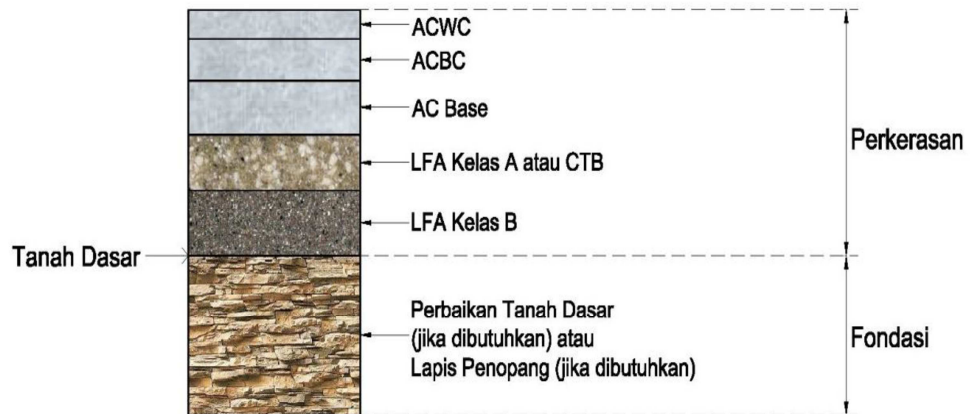 ACWC
ACBC
AC Base
LFA Kelas A atau CTB
Perkerasan
LFA Kelas B
Tanah Dasar
Perbaikan Tanah Dasar
(jika dibutuhkan) atau
Lapis Penopang (jika dibutuhkan)
Fondasi